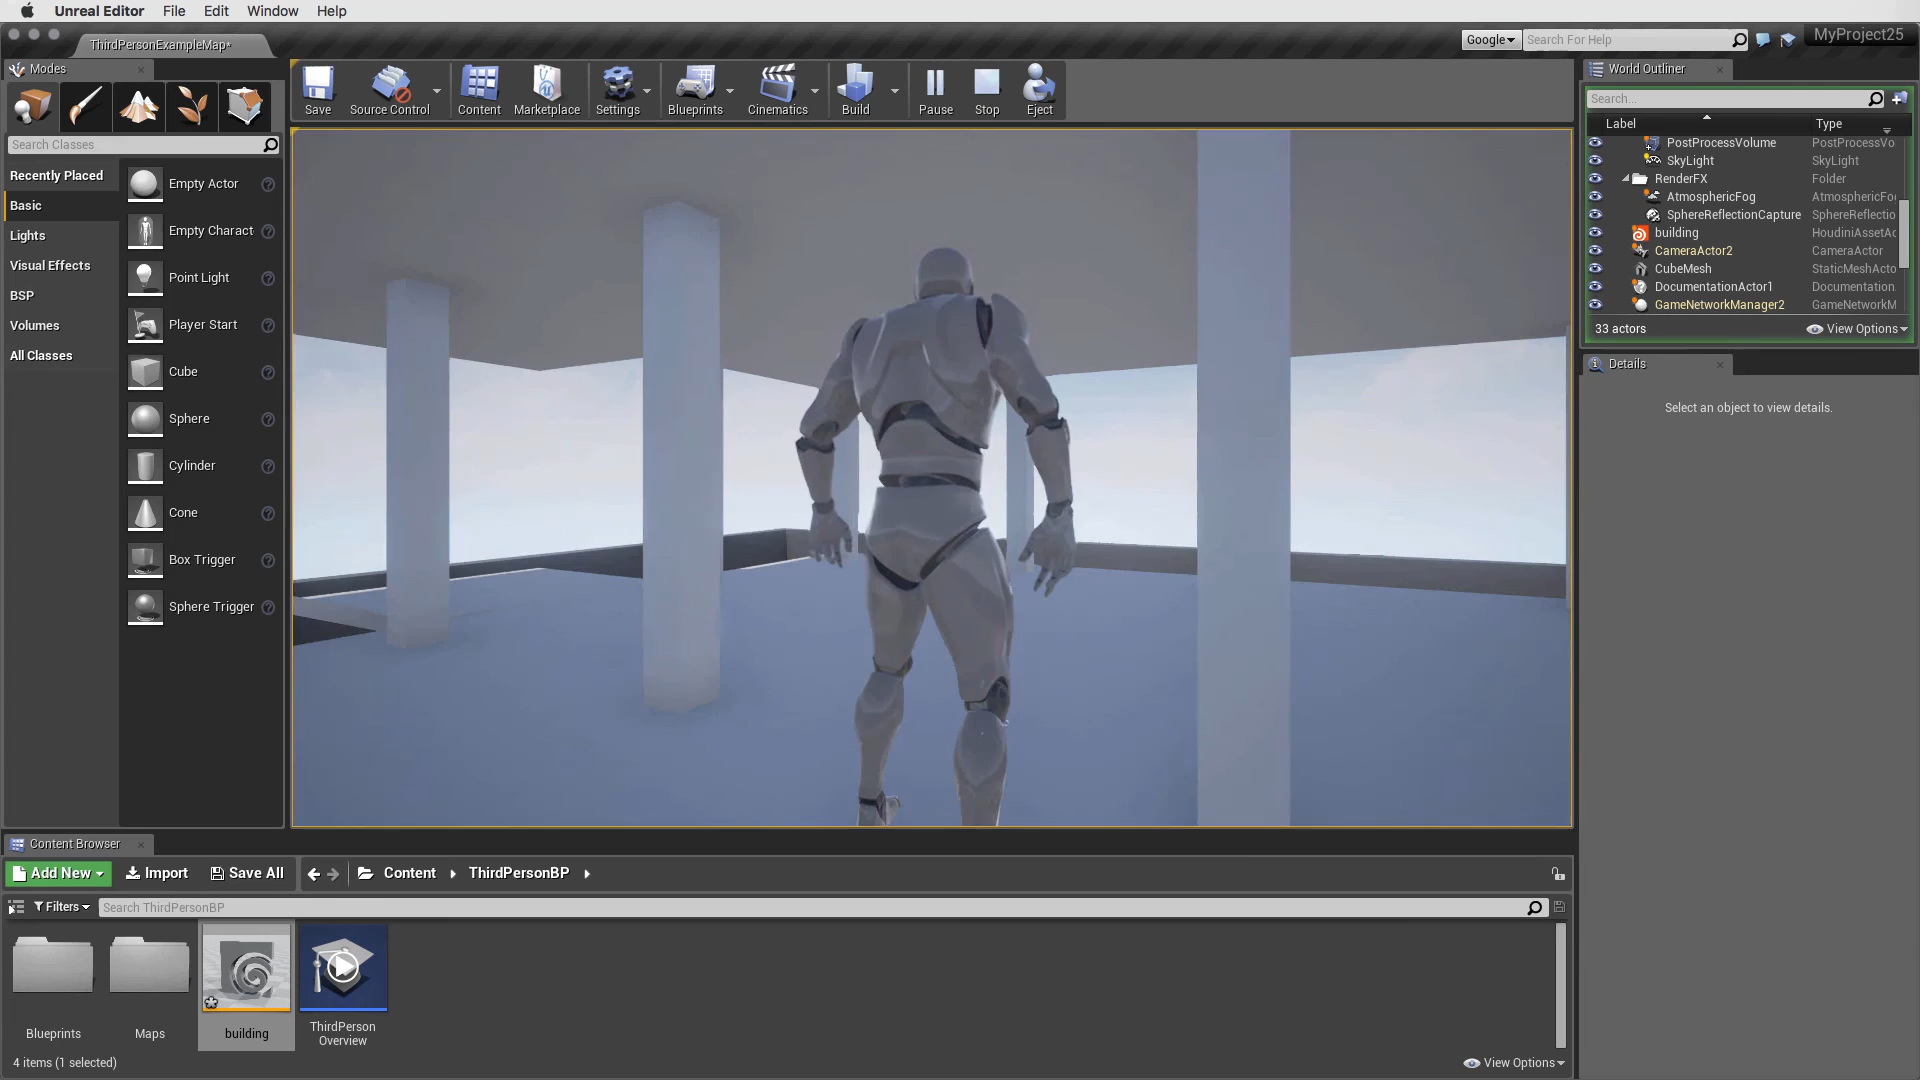 Unreal Editor File Edit Window Help
ThirdPersonExampleMap*
Google
Search For Help
MyProject25
Modes
Search Classes
Recently Placed
Basic
Lights
Visual Effects
BSP
Volumes
All Classes
Empty Actor
Empty Charact
Point Light
Player Start
Cube
Sphere
Cylinder
Cone
Box Trigger
Sphere Trigger
Save
Source Control
Content
Marketplace
Settings
Blueprints
Cinematics
Build
Pause
Stop
Eject
World Outliner
Search...
Label Type
PostProcessVolume PostProcessVo
SkyLight SkyLight
RenderFX Folder
AtmosphericFog AtmosphericFo
SphereReflectionCapture SphereReflectio
building HoudiniAssetAc
CameraActor2 CameraActor
CubeMesh StaticMeshActo
DocumentationActor1 Documentation.
GameNetworkManager2 GameNetworkM
33 actors
View Options
Details
Select an object to view details.
Content Browser
Add New
Import
Save All
Content
ThirdPersonBP
Filters
Search ThirdPersonBP
Blueprints
Maps
building
ThirdPerson
Overview
4 items (1 selected)
View Options